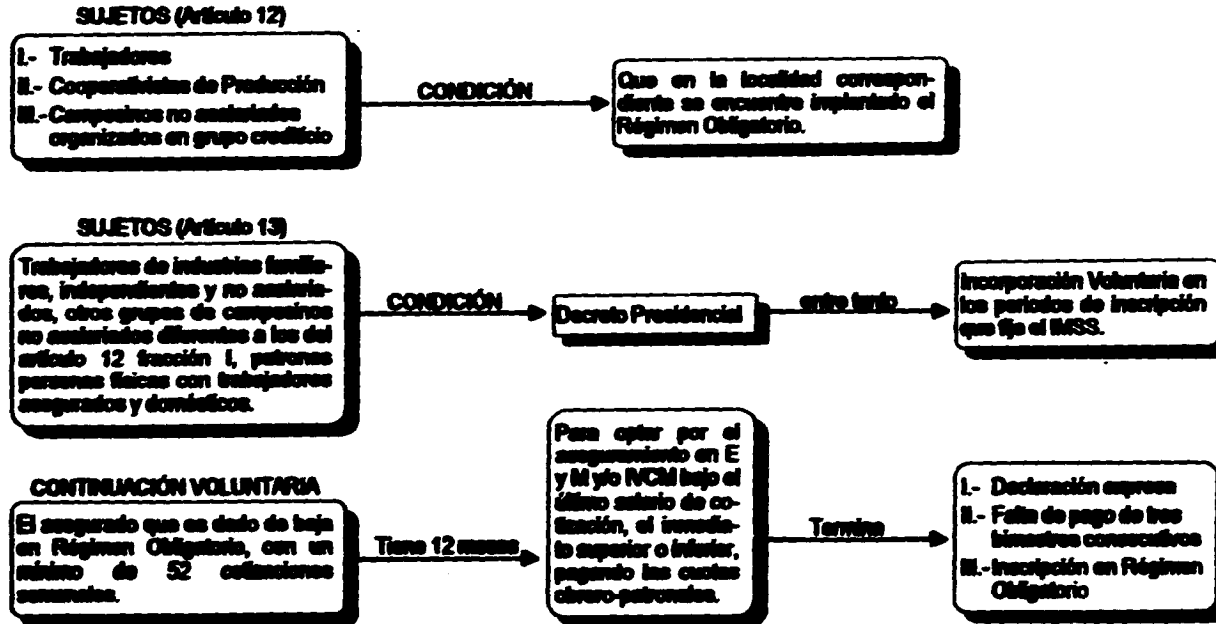 SUJETOS (Artículo 12)
I.- Trabajadores
II.- Cooperativistas de Producción
III.- Campesinos no asalariados
organizados en grupo crediticio
CONDICIÓN
Que en la localidad correspon-
diente se encuentre implantado el
Régimen Obligatorio.
SUJETOS (Artículo 13)
Trabajadores de industrias familia-
res, independientes y no asalaria-
dos, otros grupos de campesinos
no asalariados diferentes a los del
artículo 12 fracción I, patrones
personas físicas con trabajadores
asegurados y domésticos.
CONDICIÓN
Decreto Presidencial
entre tanto
Incorporación Voluntaria en
los periodos de inscripción
que fije el IMSS.
CONTINUACIÓN VOLUNTARIA
El asegurado que es dado de baja
en Régimen Obligatorio, con un
mínimo de 52 cotizaciones
semanales.
Tiene 12 meses
Para optar por el
aseguramiento en E
y M y/o IVCM bajo el
último salario de co-
tización, el inmedia-
to superior o inferior,
pagando las cuotas
obrero-patronales.
Termina
I.- Declaración expresa
II.- Falta de pago de tres
bimestres consecutivos
III.- Inscripción en Régimen
Obligatorio